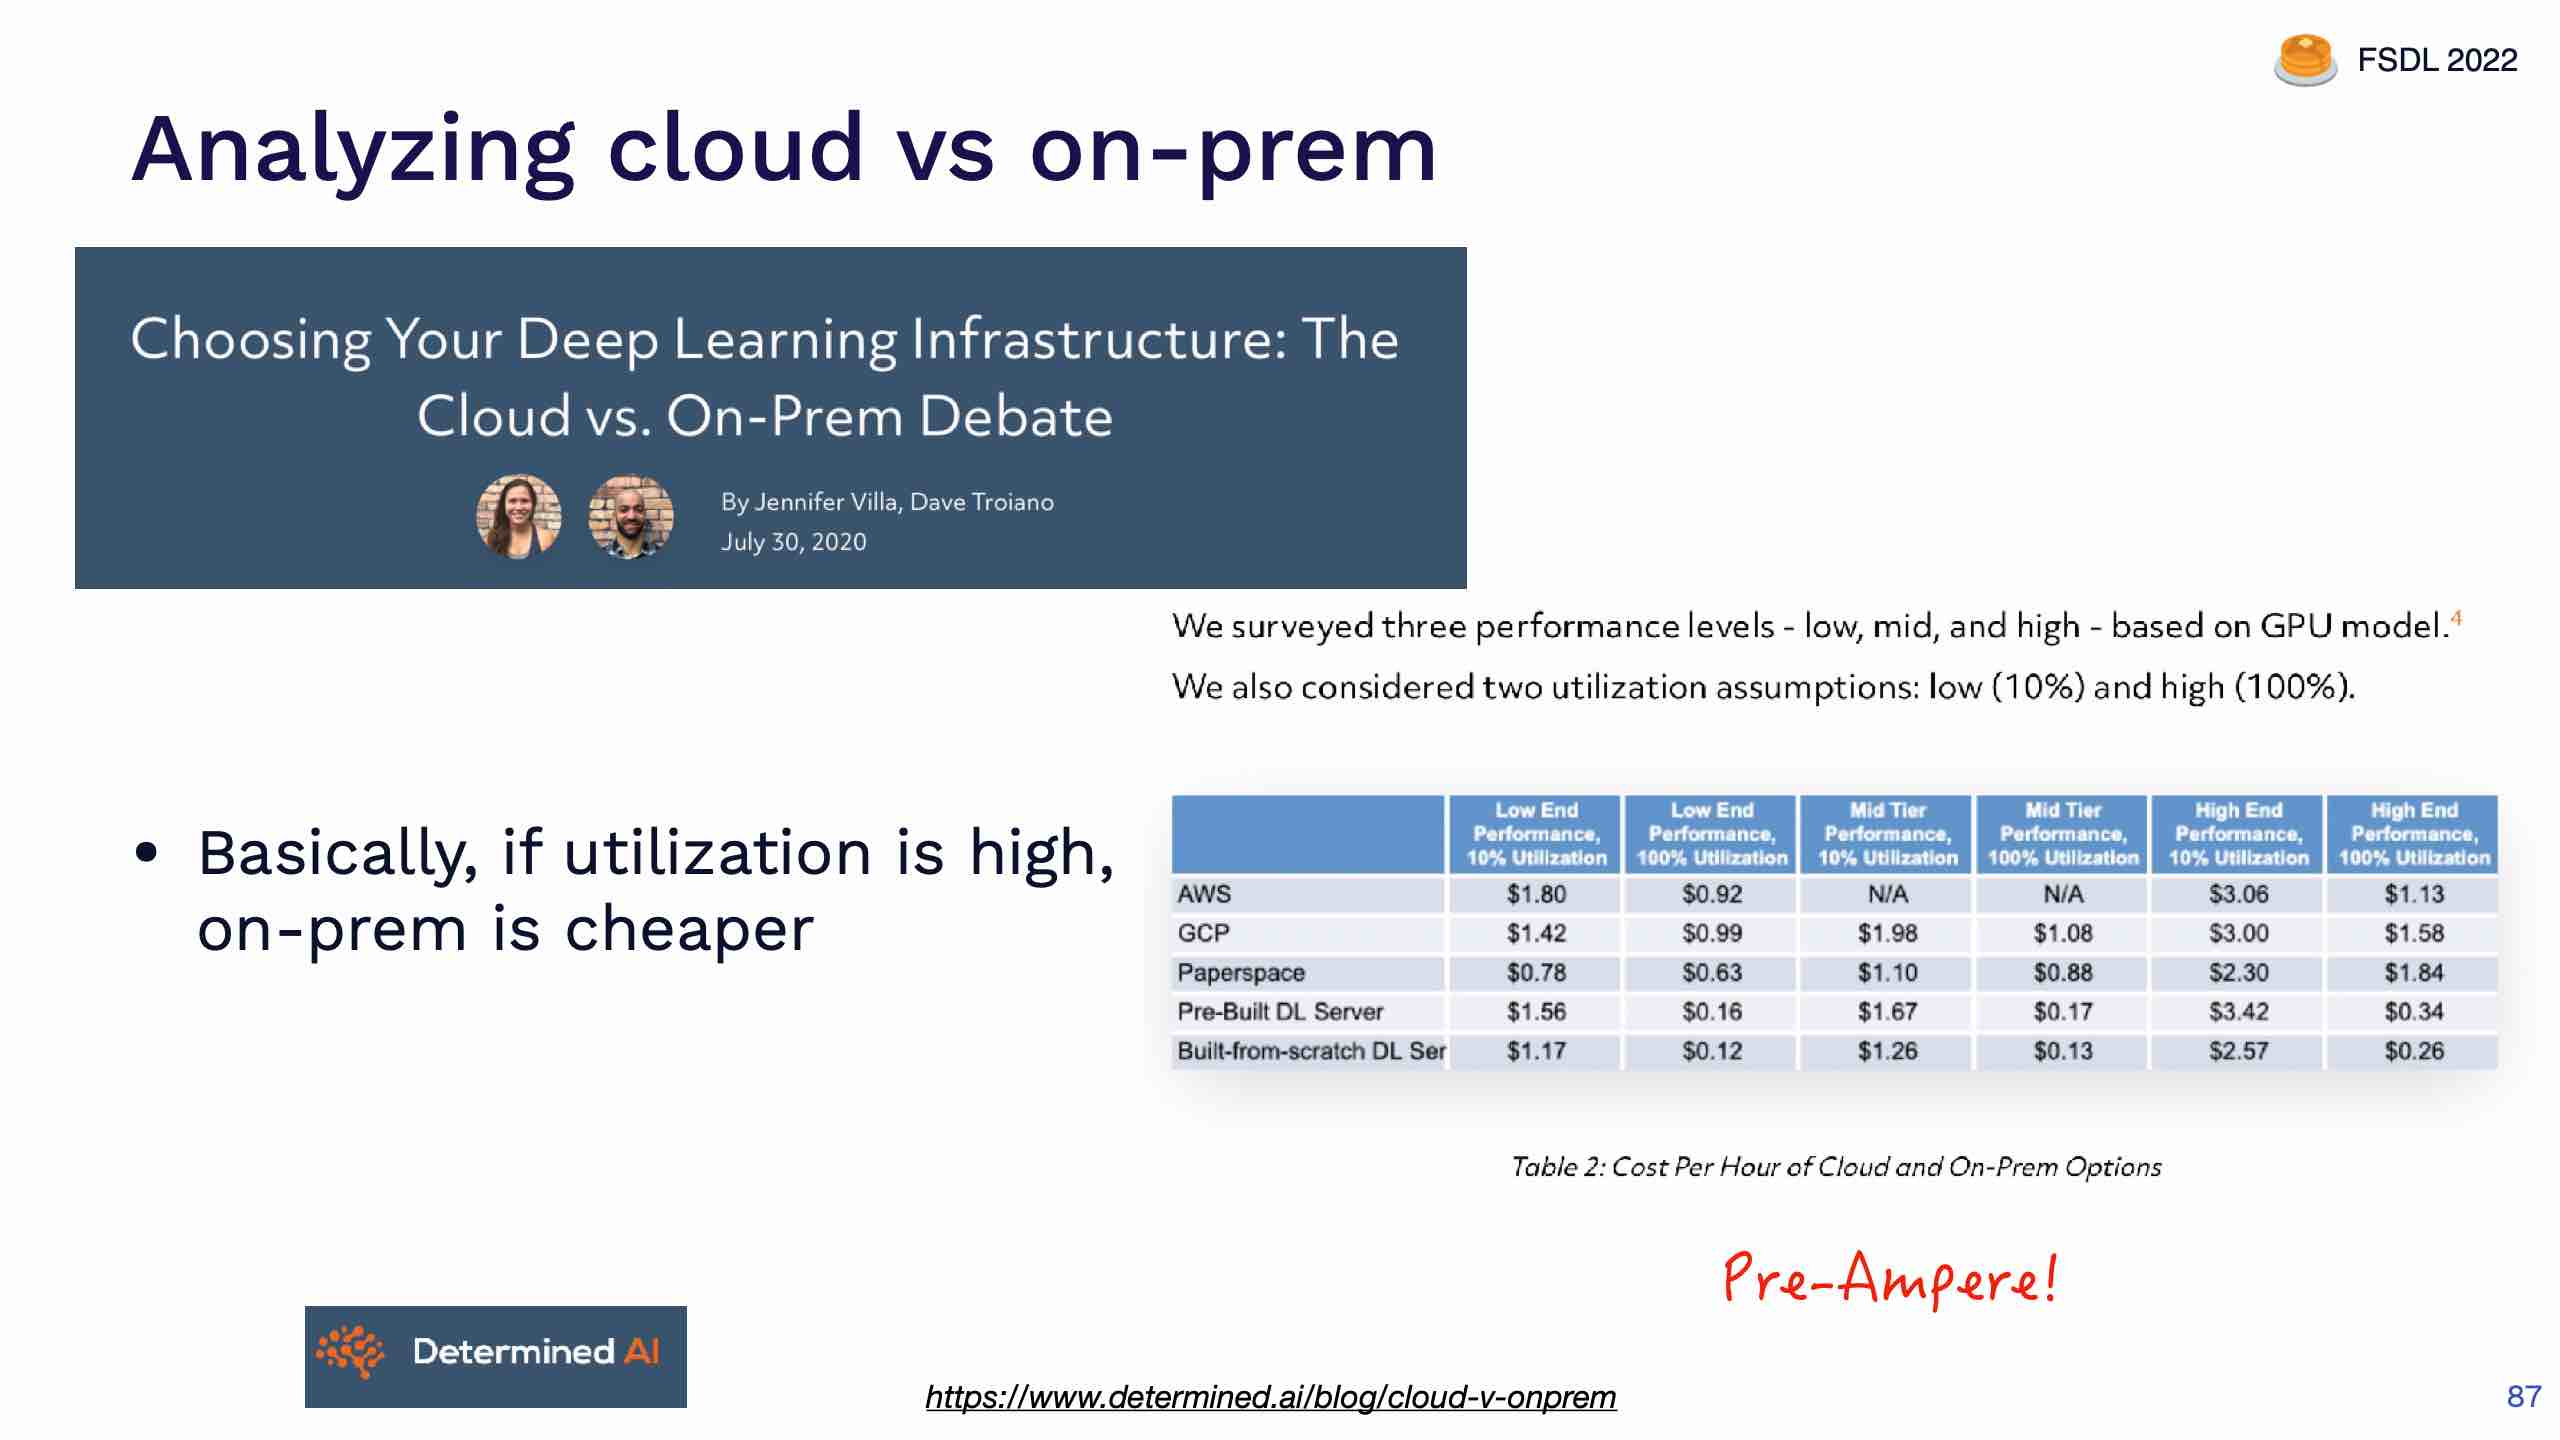 FSDL 2022
Analyzing cloud vs on-prem
Choosing Your Deep Learning Infrastructure: The
Cloud vs. On-Prem Debate
By Jennifer Villa, Dave Troiano
July 30, 2020
We surveyed three performance levels - low, mid, and high - based on GPU model.4
We also considered two utilization assumptions: low (10%) and high (100%).
• Basically, if utilization is high,
on-prem is cheaper
Low End Performance, 10% Utilization Low End Performance, 100% Utilization Mid Tier Performance, 10% Utilization Mid Tier Performance, 100% Utilization High End Performance, 10% Utilization High End Performance, 100% Utilization
AWS $1.80 $0.92 N/A N/A $3.06 $1.13
GCP $1.42 $0.99 $1.98 $1.08 $3.00 $1.58
Paperspace $0.78 $0.63 $1.10 $0.88 $2.30 $1.84
Pre-Built DL Server $1.56 $0.16 $1.67 $0.17 $3.42 $0.34
Built-from-scratch DL Ser $1.17 $0.12 $1.26 $0.13 $2.57 $0.26
Table 2: Cost Per Hour of Cloud and On-Prem Options
Pre-Ampere!
Determined AI
https://www.determined.ai/blog/cloud-v-onprem
87